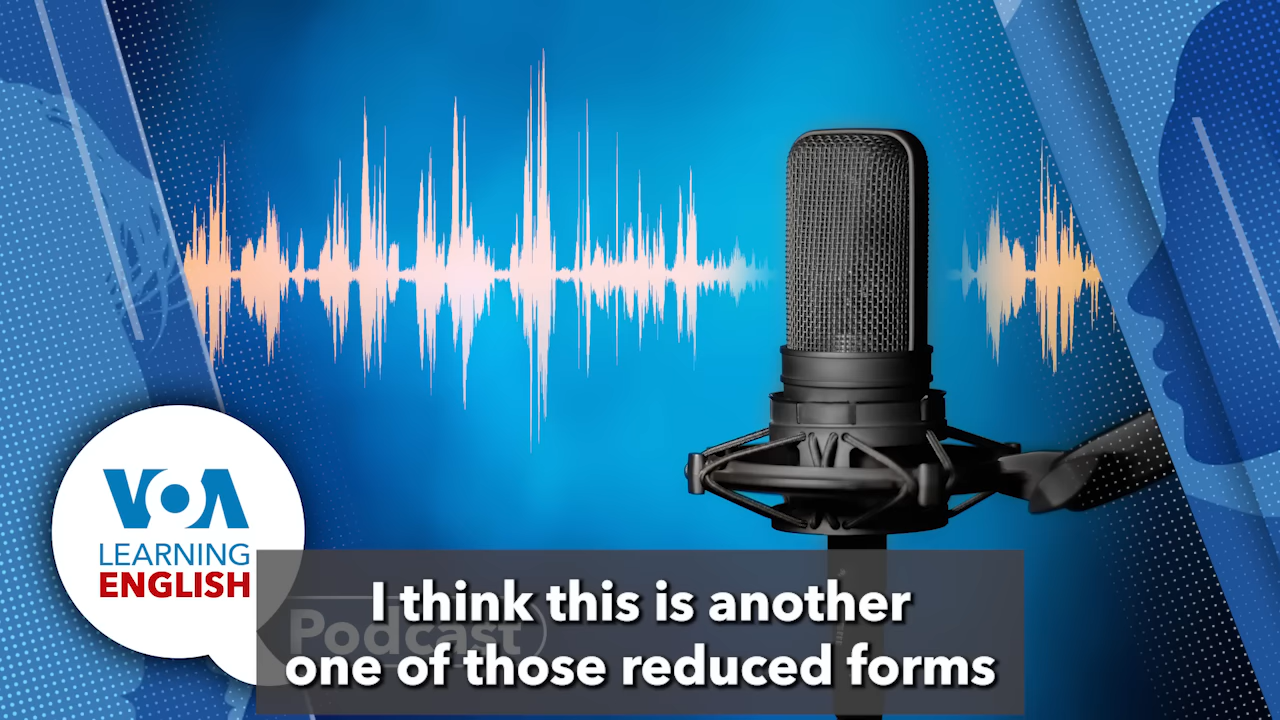 VOA
LEARNING
ENGLISH
Podcast
I think this is another
one of those reduced forms